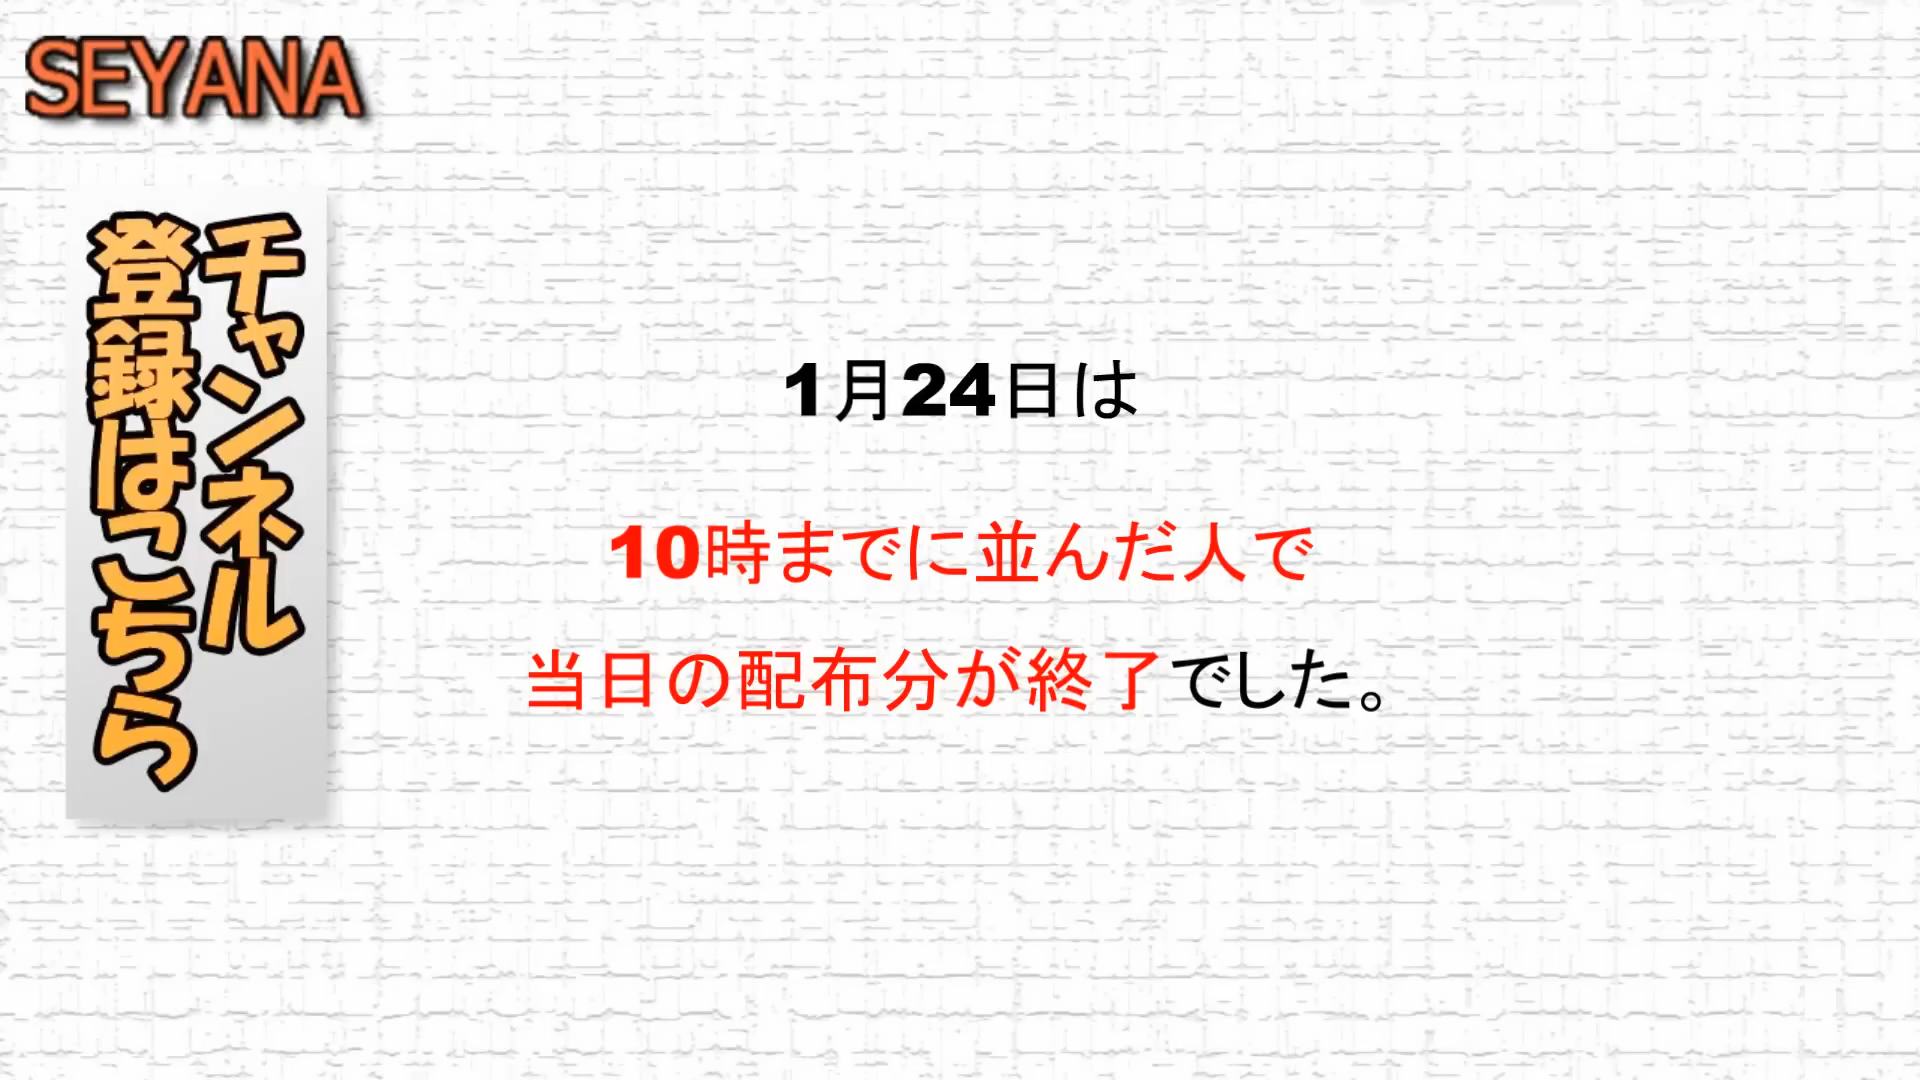 SEYANA
チャンネル
登録はこちら
1月24日は
10時までに並んだ人で
当日の配布分が終了でした。